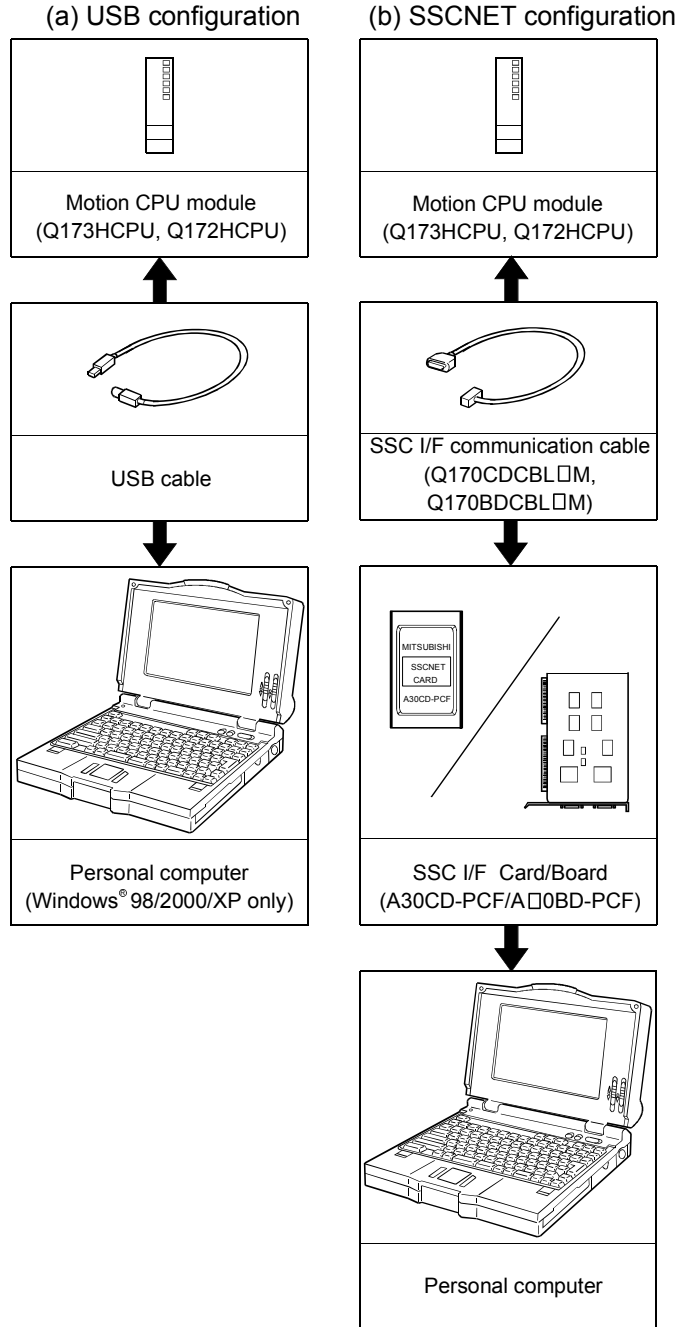 (a) USB configuration
Motion CPU module
(Q173HCPU, Q172HCPU)
USB cable
Personal computer
(Windows® 98/2000/XP only)
(b) SSCNET configuration
Motion CPU module
(Q173HCPU, Q172HCPU)
SSC I/F communication cable
(Q170CDCBL□M,
Q170BDCBL□M)
MITSUBISHI
SSCNET
CARD
A30CD-PCF
SSC I/F Card/Board
(A30CD-PCF/A□0BD-PCF)
Personal computer